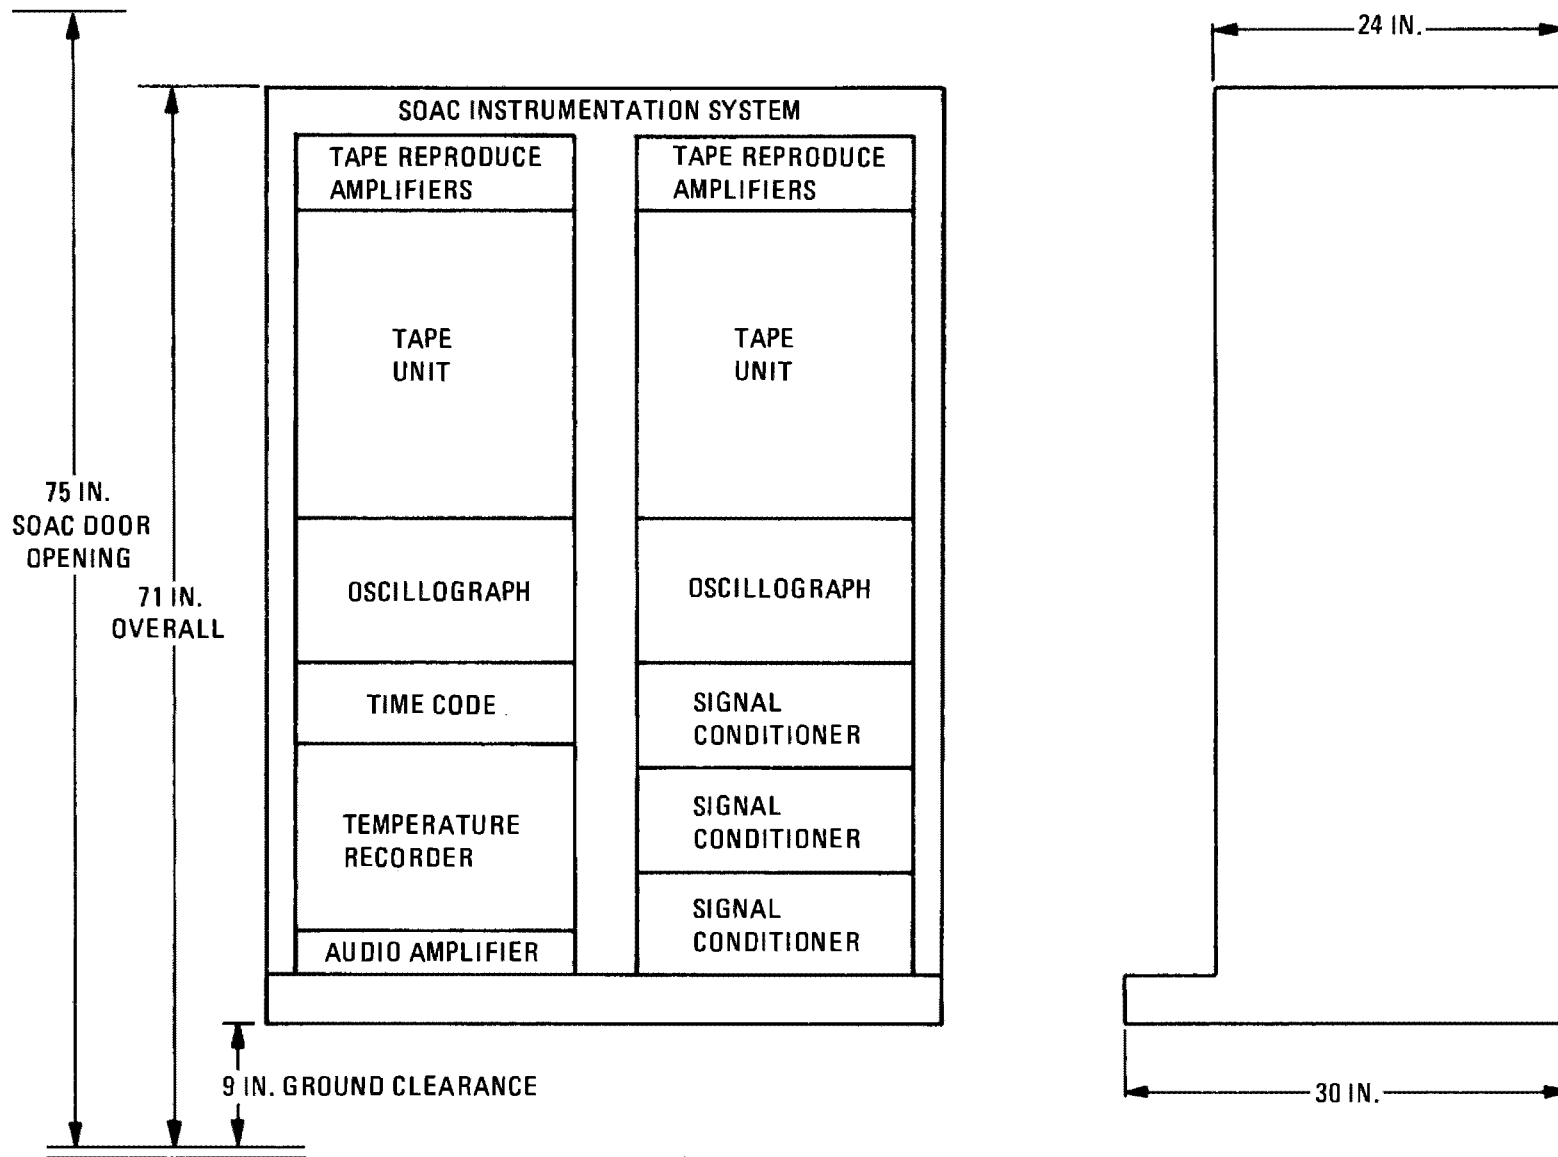 24 IN.
SOAC INSTRUMENTATION SYSTEM
TAPE REPRODUCE
AMPLIFIERS
TAPE
UNIT
OSCILLOGRAPH
TIME CODE
TEMPERATURE
RECORDER
AUDIO AMPLIFIER
TAPE REPRODUCE
AMPLIFIERS
TAPE
UNIT
OSCILLOGRAPH
SIGNAL
CONDITIONER
SIGNAL
CONDITIONER
SIGNAL
CONDITIONER
75 IN.
SOAC DOOR
OPENING
71 IN.
OVERALL
9 IN. GROUND CLEARANCE
30 IN.